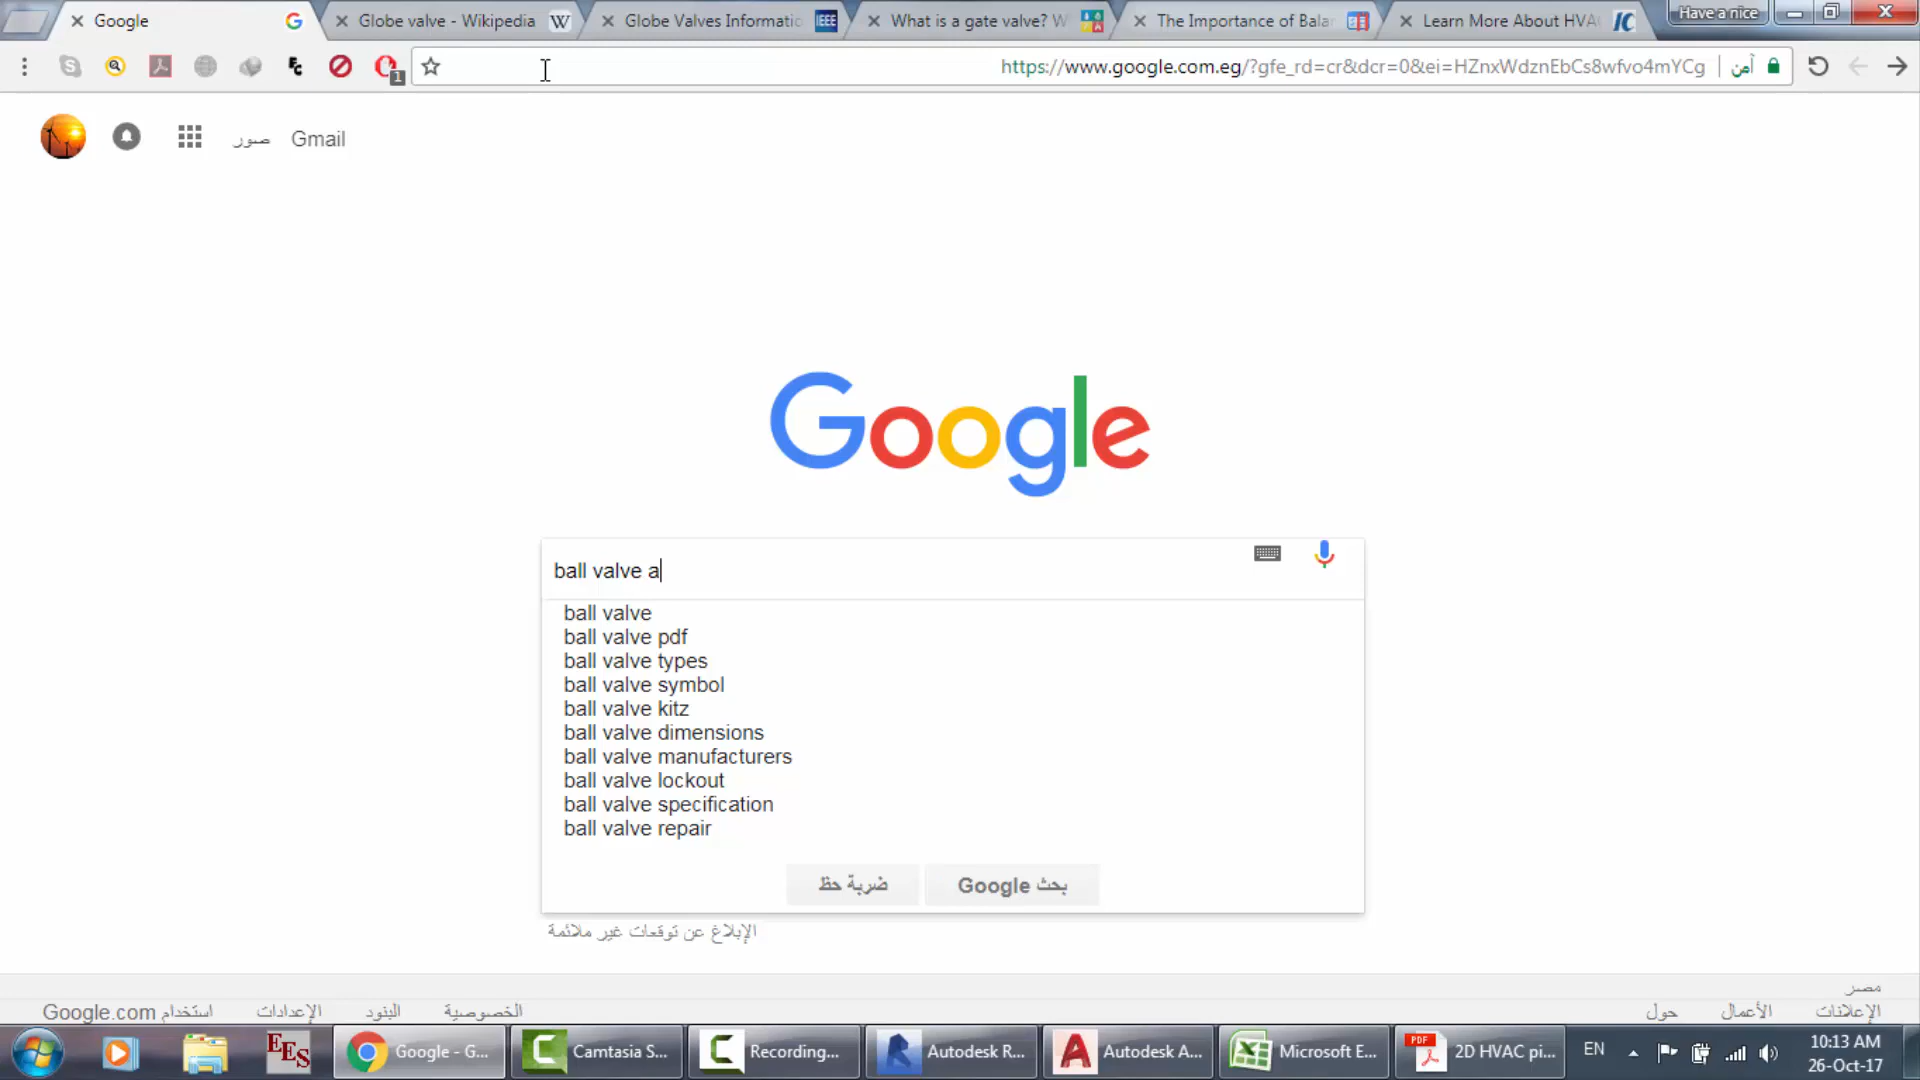 Google
Globe valve - Wikipedia
Globe Valves Informatio
What is a gate valve? W
The Importance of Balar
Learn More About HVA
Have a nice
https://www.google.com.eg/?gfe_rd=cr&dcr=0&ei=HZnxWdznEbCs8wfvo4mYCg
آمن
1
صور
Gmail
Google
ball valve a
ball valve
ball valve pdf
ball valve types
ball valve symbol
ball valve kitz
ball valve dimensions
ball valve manufacturers
ball valve lockout
ball valve specification
ball valve repair
ضربة حظ
بحث Google
الإبلاغ عن توقعات غير ملائمة
مصر
استخدام Google.com
الإعدادات
البنود
الخصوصية
حول
الأعمال
الإعلانات
EES
Google - G...
Camtasia S...
Recording...
Autodesk R...
Autodesk A...
Microsoft E...
PDF
2D HVAC pi...
EN
10:13 AM
26-Oct-17